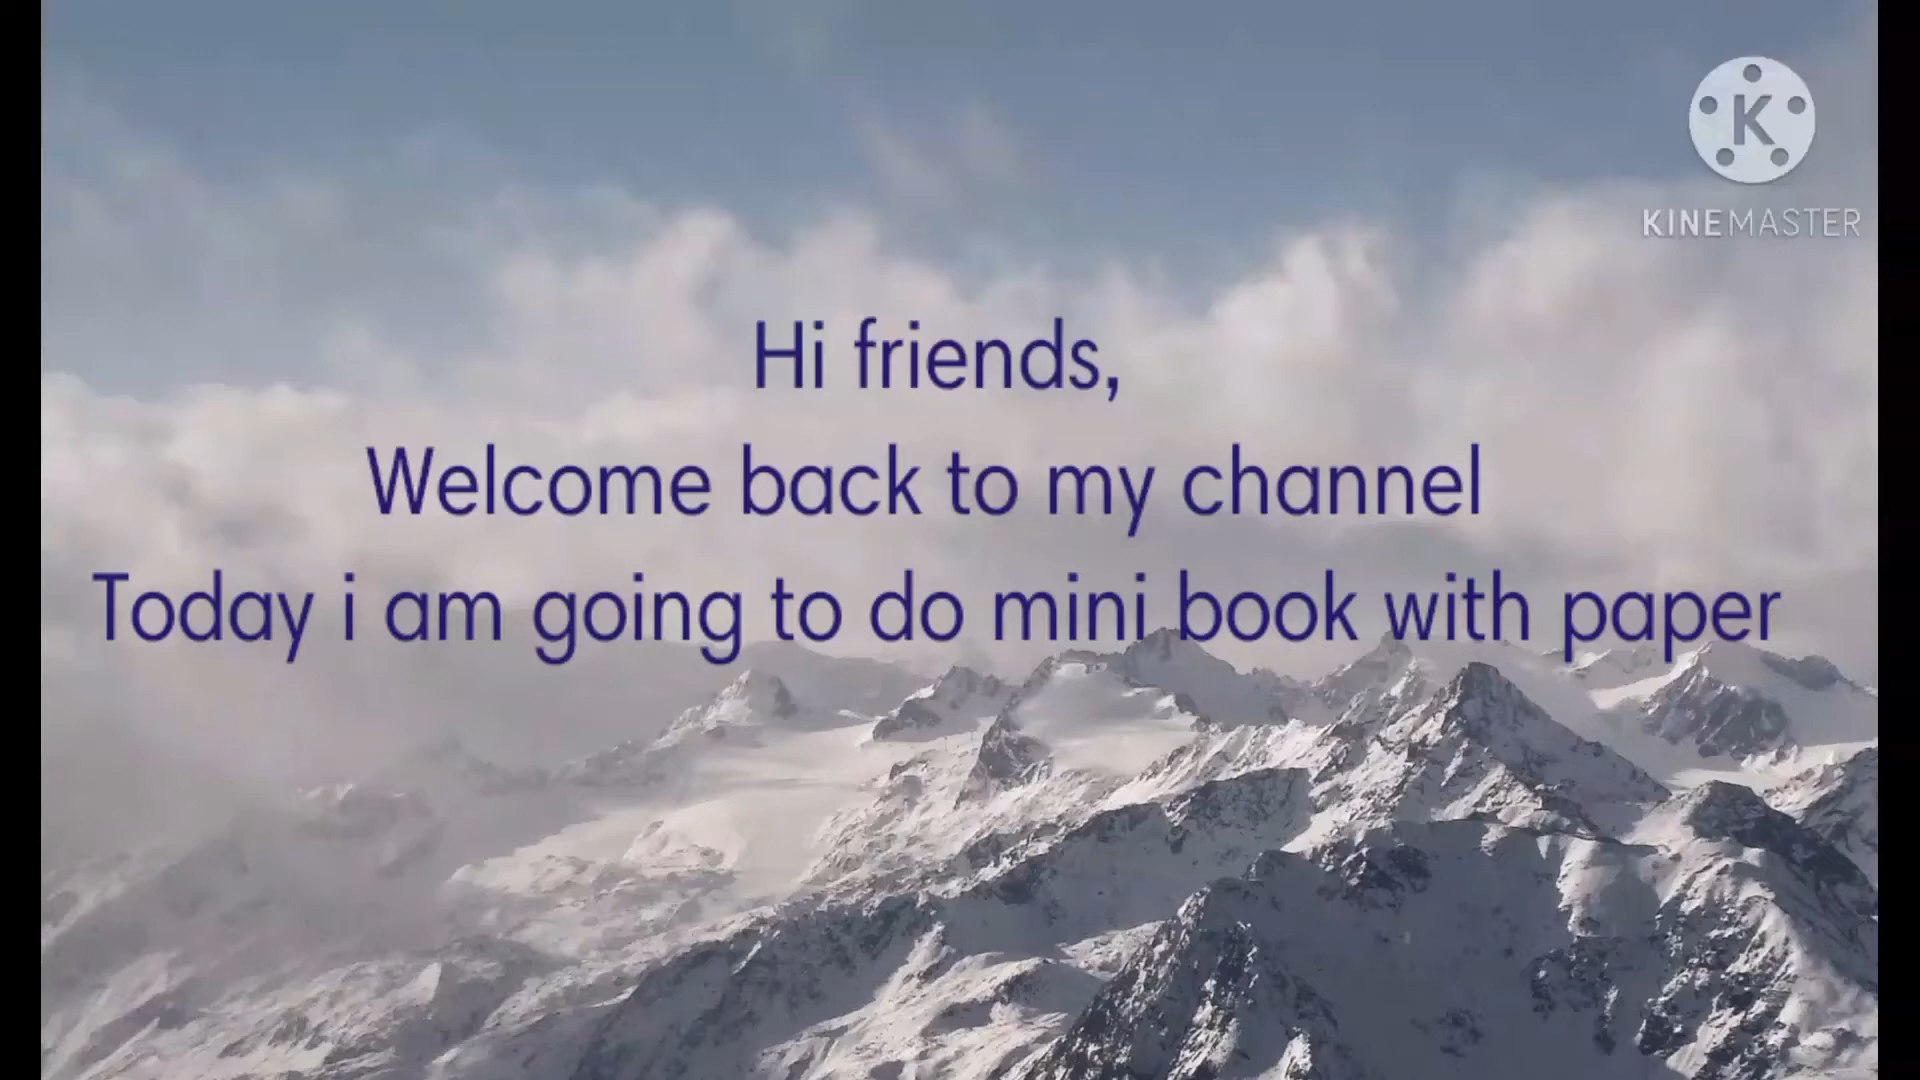 K
KINEMASTER
Hi friends,
Welcome back to my channel
Today i am going to do mini book with paper